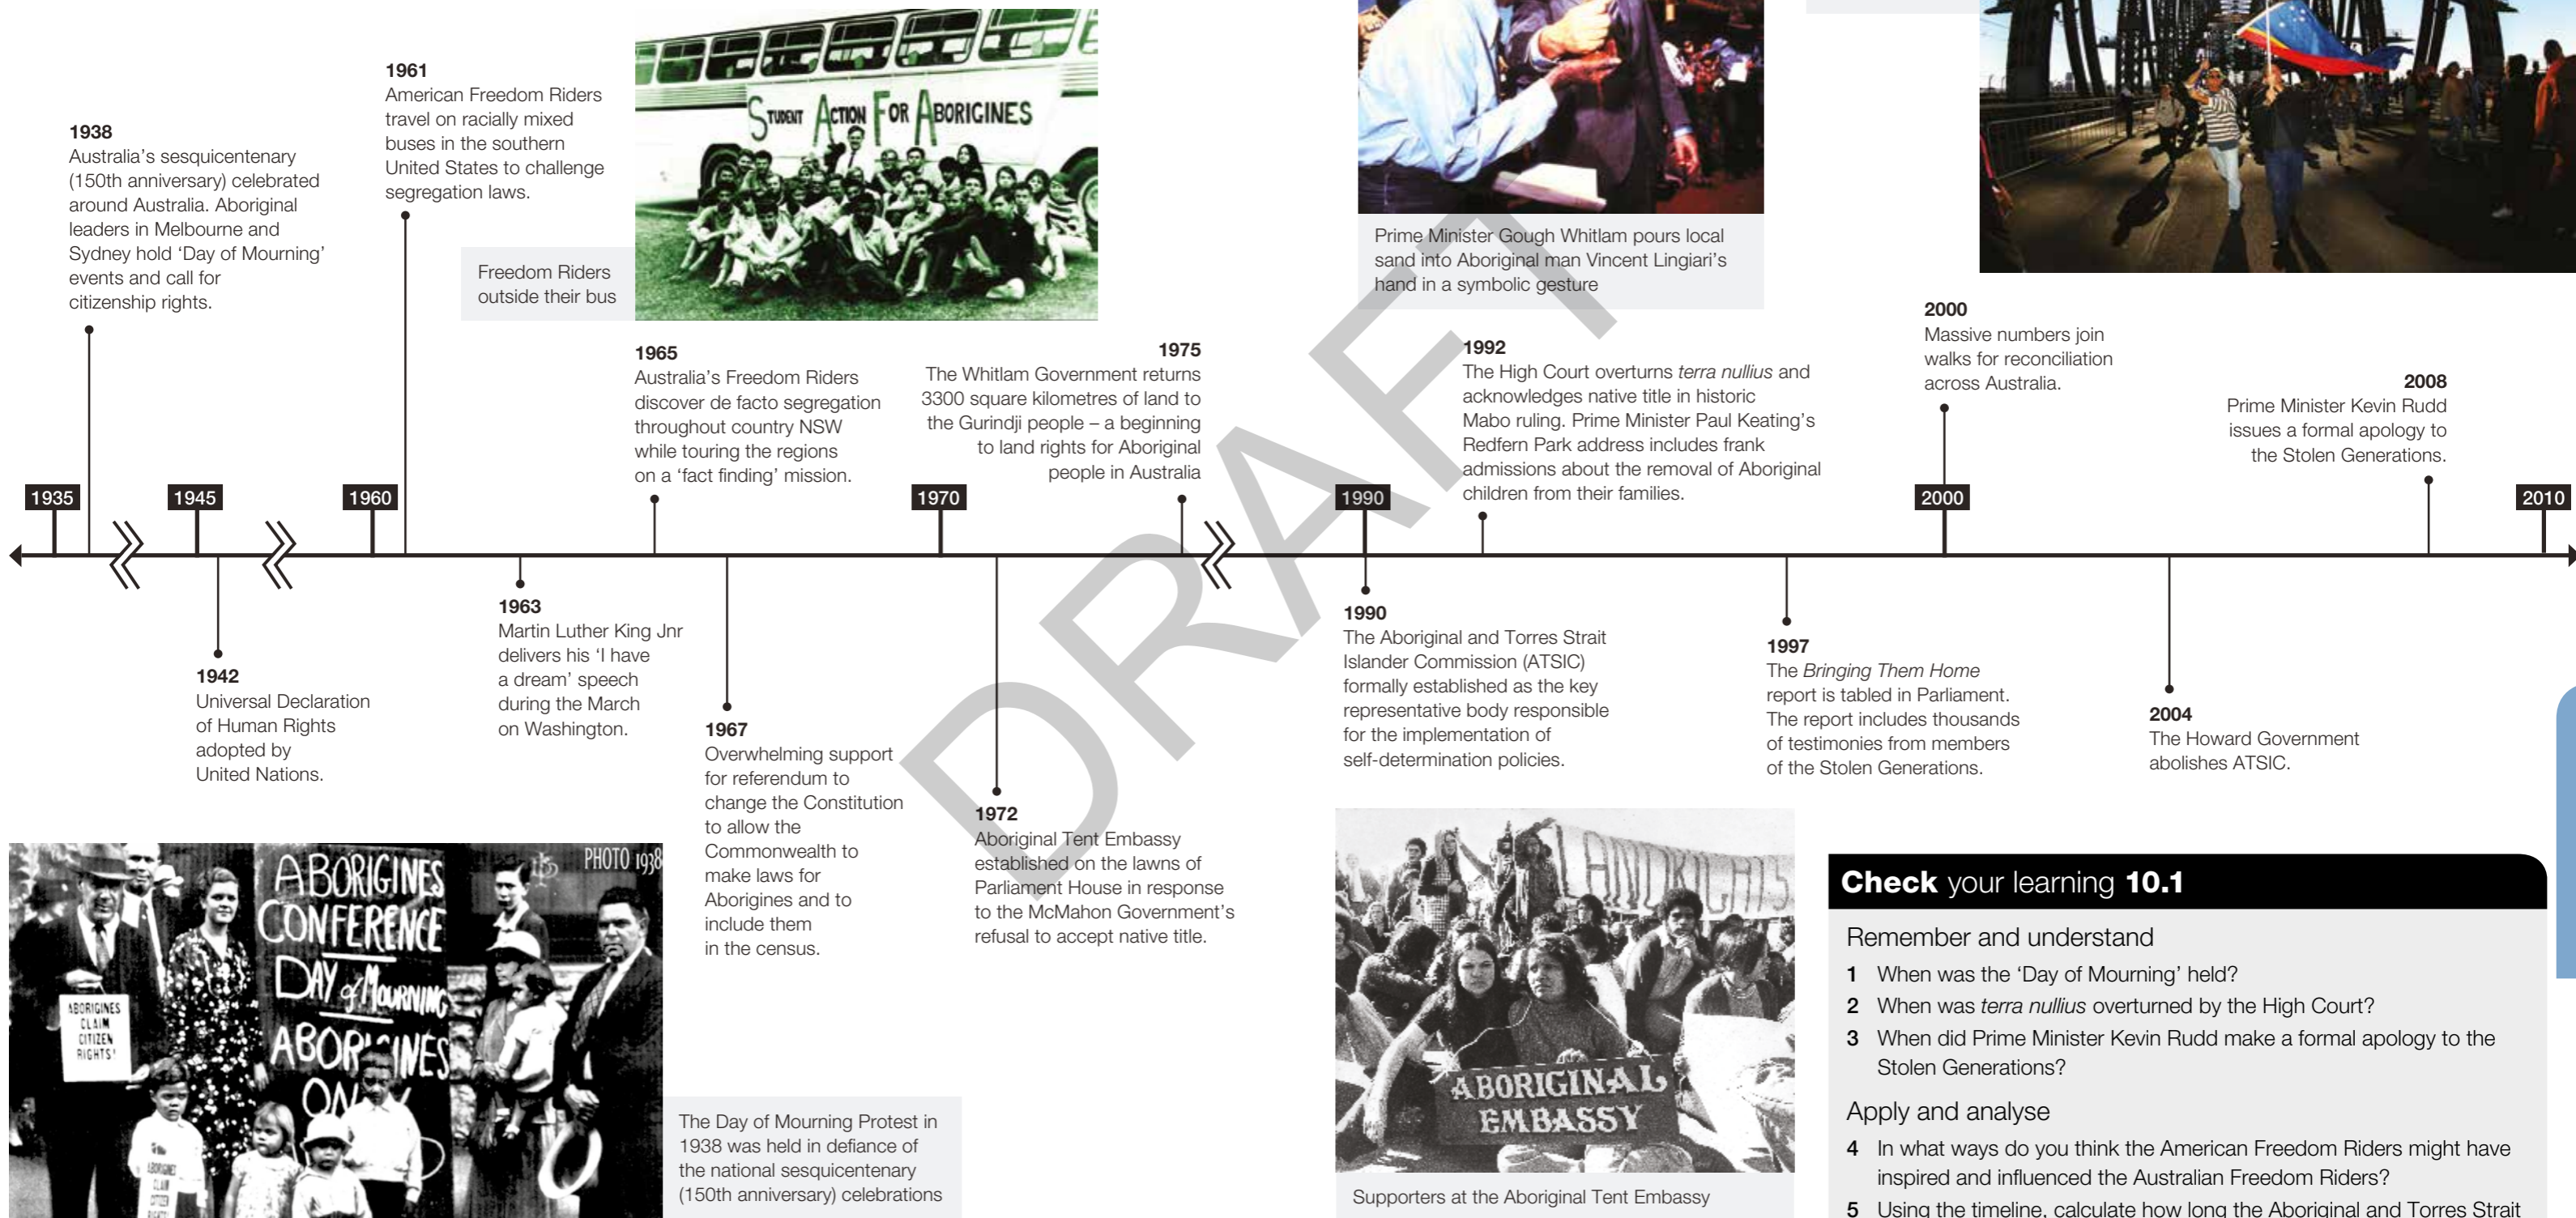 1938
Australia’s sesquicentenary
(150th anniversary) celebrated
around Australia. Aboriginal
leaders in Melbourne and
Sydney hold ‘Day of Mourning’
events and call for
citizenship rights.
1961
American Freedom Riders
travel on racially mixed
buses in the southern
United States to challenge
segregation laws.
Freedom Riders
outside their bus
STUDENT ACTION FOR ABORIGINES
1965
Australia’s Freedom Riders
discover de facto segregation
throughout country NSW
while touring the regions
on a ‘fact finding’ mission.
1975
The Whitlam Government returns
3300 square kilometres of land to
the Gurindji people – a beginning
to land rights for Aboriginal
people in Australia
Prime Minister Gough Whitlam pours local
sand into Aboriginal man Vincent Lingiari’s
hand in a symbolic gesture
1992
The High Court overturns terra nullius and
acknowledges native title in historic
Mabo ruling. Prime Minister Paul Keating’s
Redfern Park address includes frank
admissions about the removal of Aboriginal
children from their families.
2000
Massive numbers join
walks for reconciliation
across Australia.
2008
Prime Minister Kevin Rudd
issues a formal apology to
the Stolen Generations.
1935
1945
1960
1970
1990
2000
2010
DRAFT
1942
Universal Declaration
of Human Rights
adopted by
United Nations.
1963
Martin Luther King Jnr
delivers his ‘I have
a dream’ speech
during the March
on Washington.
1967
Overwhelming support
for referendum to
change the Constitution
to allow the
Commonwealth to
make laws for
Aborigines and to
include them
in the census.
1972
Aboriginal Tent Embassy
established on the lawns of
Parliament House in response
to the McMahon Government’s
refusal to accept native title.
1990
The Aboriginal and Torres Strait
Islander Commission (ATSIC)
formally established as the key
representative body responsible
for the implementation of
self-determination policies.
1997
The Bringing Them Home
report is tabled in Parliament.
The report includes thousands
of testimonies from members
of the Stolen Generations.
2004
The Howard Government
abolishes ATSIC.
PHOTO 1938
ABORIGINES
CONFERENCE
DAY of MOURNING
ABORIGINES
ONLY
ABORIGINES
CLAIM
CITIZEN
RIGHTS!
ABORIGINES
CLAIM
CITIZEN
The Day of Mourning Protest in
1938 was held in defiance of
the national sesquicentenary
(150th anniversary) celebrations
ABORIGINAL
EMBASSY
Supporters at the Aboriginal Tent Embassy
Check your learning 10.1
Remember and understand
1 When was the ‘Day of Mourning’ held?
2 When was terra nullius overturned by the High Court?
3 When did Prime Minister Kevin Rudd make a formal apology to the
Stolen Generations?
Apply and analyse
4 In what ways do you think the American Freedom Riders might have
inspired and influenced the Australian Freedom Riders?
5 Using the timeline, calculate how long the Aboriginal and Torres Strait